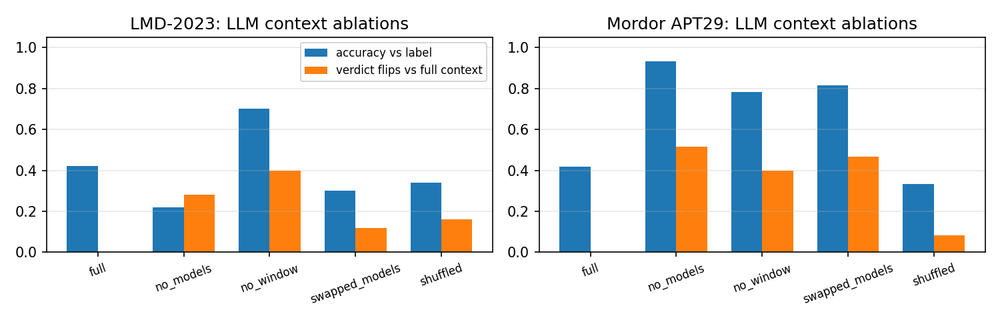 LMD-2023: LLM context ablations
1.0
0.8
0.6
0.4
0.2
0.0
accuracy vs label
verdict flips vs full context
full
no_models
no_window
swapped_models
shuffled
Mordor APT29: LLM context ablations
1.0
0.8
0.6
0.4
0.2
0.0
full
no_models
no_window
swapped_models
shuffled